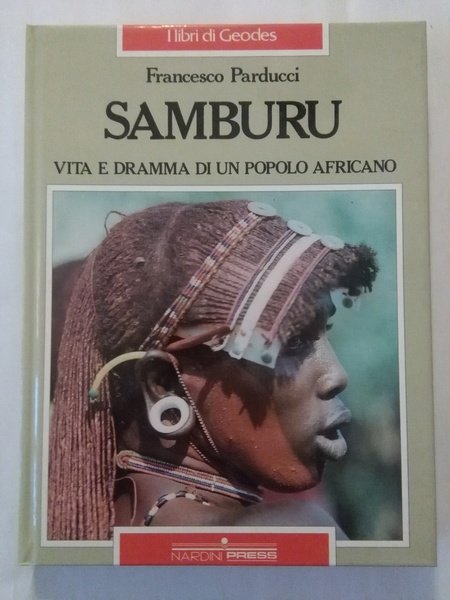 I libri di Geodes
Francesco Parducci
SAMBURU
VITA E DRAMMA DI UN POPOLO AFRICANO
NARDINI PRESS